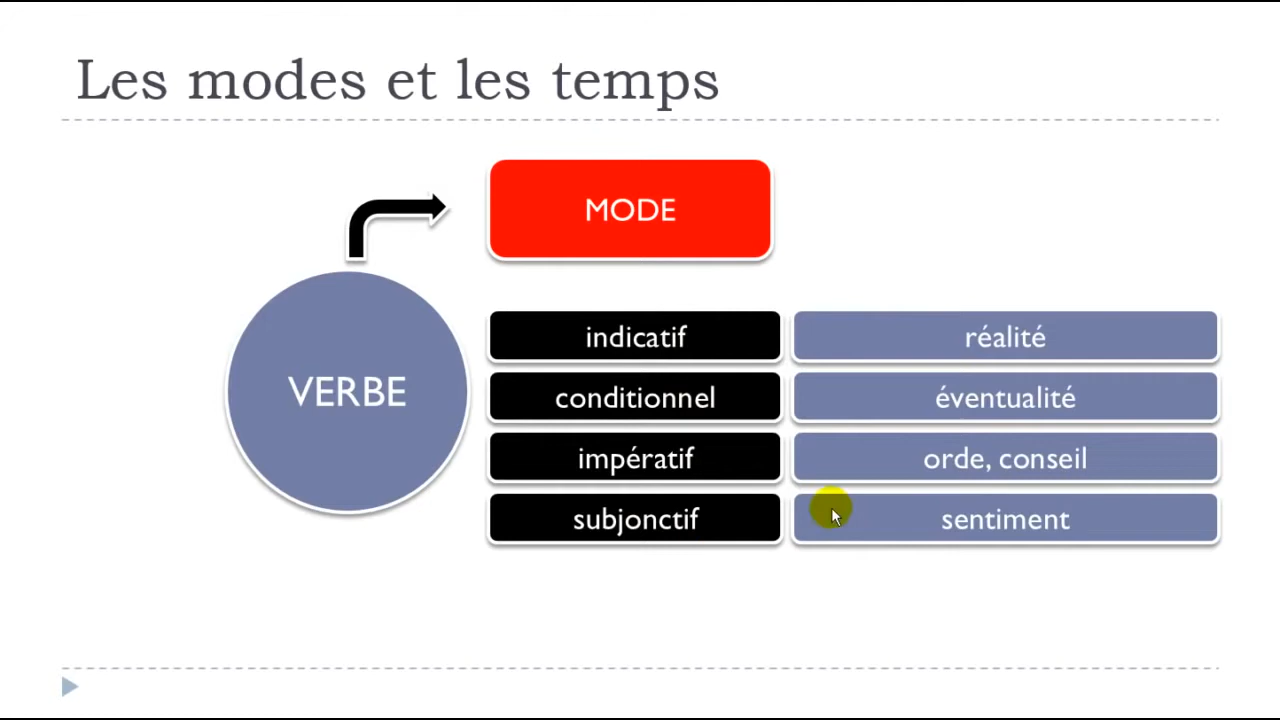 Les modes et les temps
MODE
VERBE
indicatif
réalité
conditionnel
éventualité
impératif
orde, conseil
subjonctif
sentiment